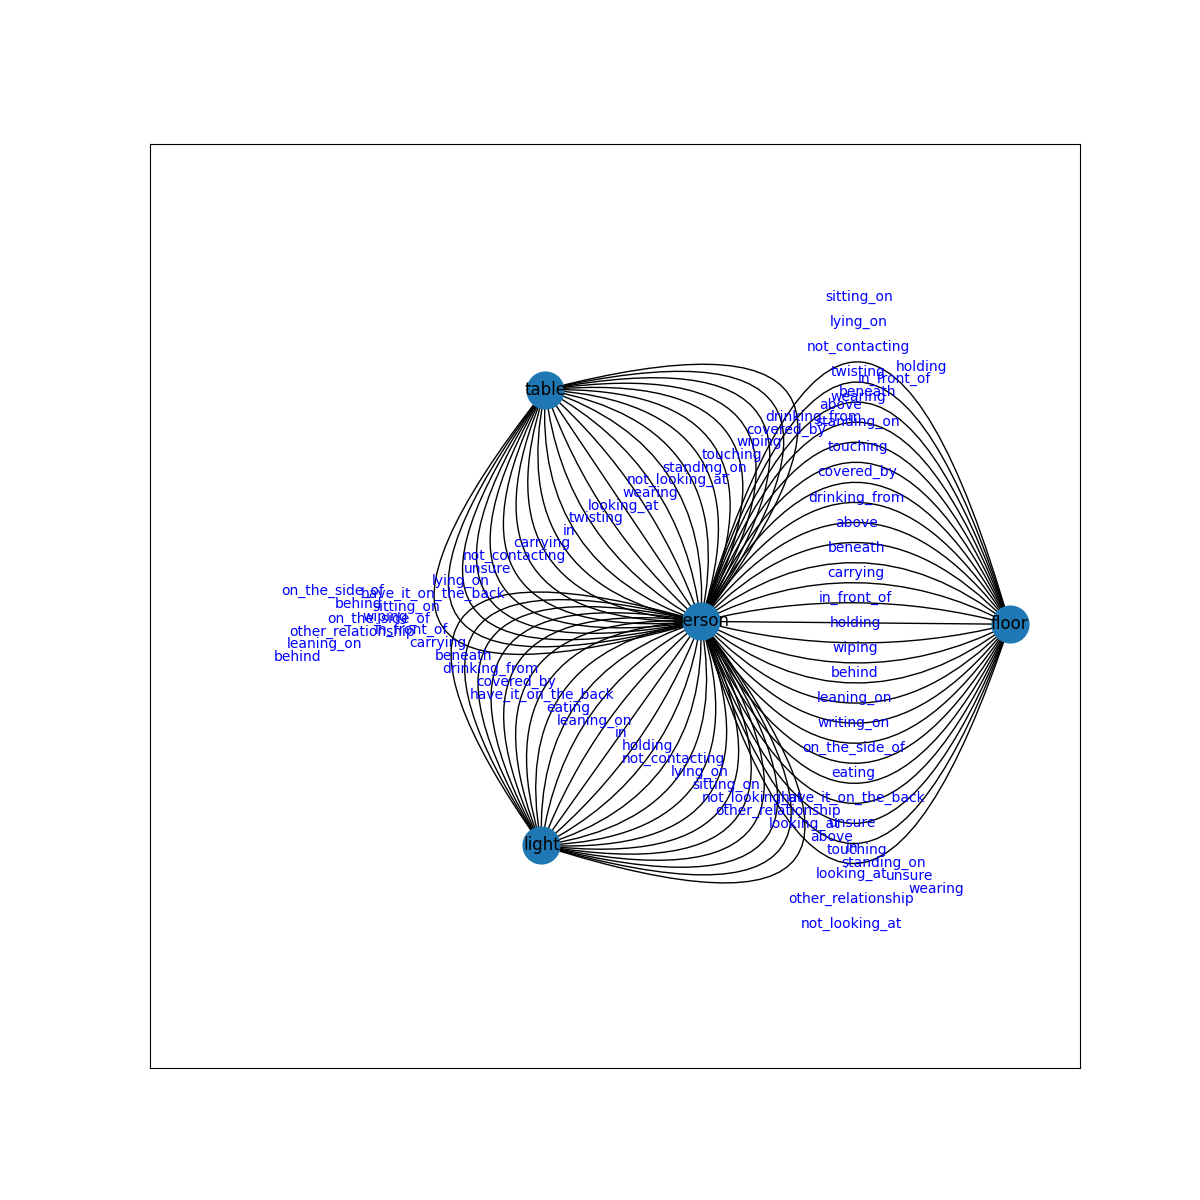 sitting_on
lying_on
not_contacting
holding
twisting
in_front_of
table
beneath
wearing
above
drinking_from
standing_on
covered_by
wiping
touching
touching
standing_on
covered_by
not_looking_at
wearing
drinking_from
looking_at
twisting
above
in
carrying
beneath
not_contacting
unsure
carrying
lying_on
on_the_side_of
have_it_on_the_back
in_front_of
behind
sitting_on
wiping
on_the_side_of
person
holding
floor
other_relationship
in_front_of
leaning_on
carrying
wiping
behind
beneath
drinking_from
behind
covered_by
have_it_on_the_back
leaning_on
eating
leaning_on
writing_on
in
holding
on_the_side_of
not_contacting
lying_on
eating
sitting_on
not_looking_at
have_it_on_the_back
other_relationship
looking_at
unsure
above
light
touching
in
standing_on
looking_at
unsure
wearing
other_relationship
not_looking_at